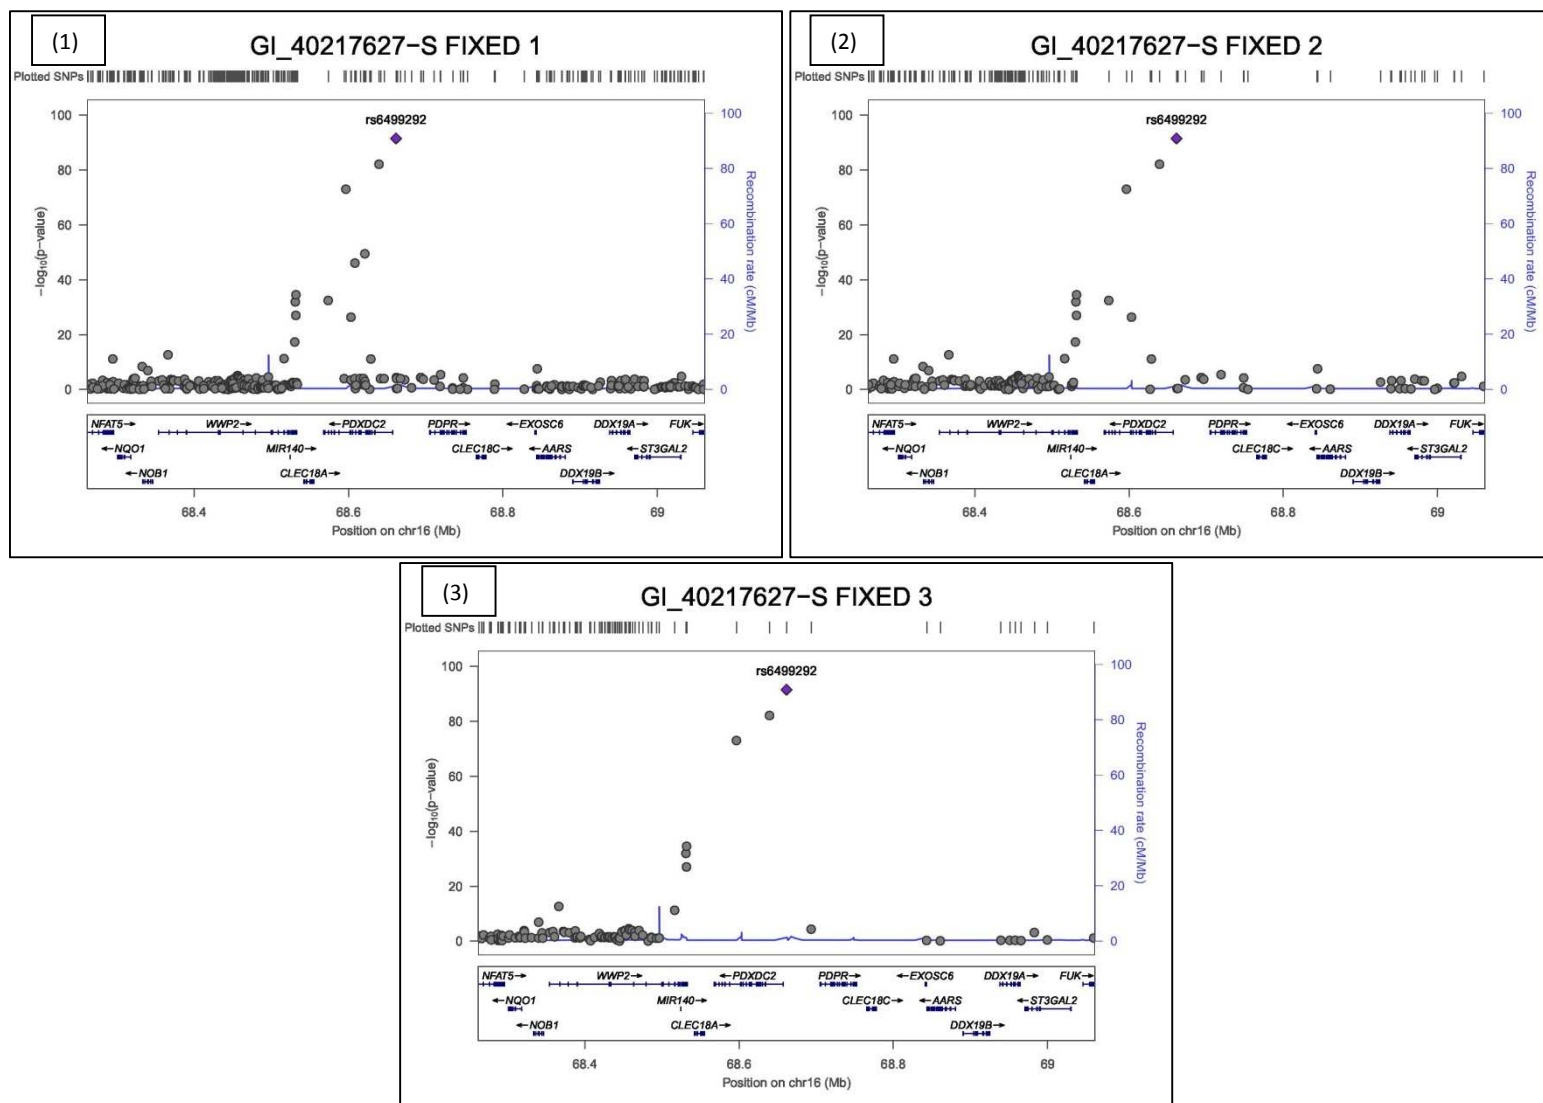 (1)
GI_40217627−S FIXED 1
Plotted SNPs
100
80
60
40
20
0
−log10(p−value)
100
80
60
40
20
0
Recombination rate (cM/Mb)
rs6499292
NFAT5→ WWP2→ ←PDXDC2 PDPR→ ←EXOSC6 DDX19A→ FUK→
←NQO1 MIR140→ CLEC18C→ ←AARS ←ST3GAL2
←NOB1 CLEC18A→ DDX19B→
68.4 68.6 68.8 69
Position on chr16 (Mb)
(2)
GI_40217627−S FIXED 2
Plotted SNPs
100
80
60
40
20
0
−log10(p−value)
100
80
60
40
20
0
Recombination rate (cM/Mb)
rs6499292
NFAT5→ WWP2→ ←PDXDC2 PDPR→ ←EXOSC6 DDX19A→ FUK→
←NQO1 MIR140→ CLEC18C→ ←AARS ←ST3GAL2
←NOB1 CLEC18A→ DDX19B→
68.4 68.6 68.8 69
Position on chr16 (Mb)
(3)
GI_40217627−S FIXED 3
Plotted SNPs
100
80
60
40
20
0
−log10(p−value)
100
80
60
40
20
0
Recombination rate (cM/Mb)
rs6499292
NFAT5→ WWP2→ ←PDXDC2 PDPR→ ←EXOSC6 DDX19A→ FUK→
←NQO1 MIR140→ CLEC18C→ ←AARS ←ST3GAL2
←NOB1 CLEC18A→ DDX19B→
68.4 68.6 68.8 69
Position on chr16 (Mb)